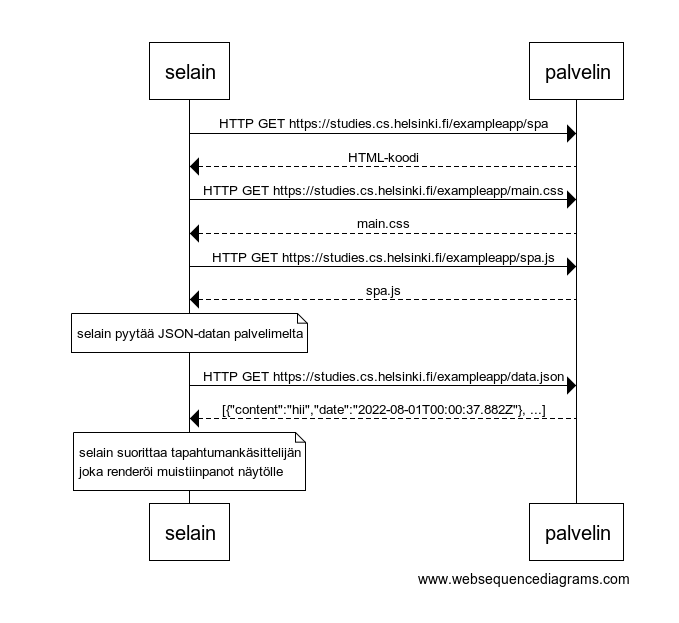 selain
palvelin
HTTP GET https://studies.cs.helsinki.fi/exampleapp/spa
HTML-koodi
HTTP GET https://studies.cs.helsinki.fi/exampleapp/main.css
main.css
HTTP GET https://studies.cs.helsinki.fi/exampleapp/spa.js
spa.js
selain pyytää JSON-datan palvelimelta
HTTP GET https://studies.cs.helsinki.fi/exampleapp/data.json
[{"content":"hii","date":"2022-08-01T00:00:37.882Z"}, ...]
selain suorittaa tapahtumankäsittelijän
joka renderöi muistiinpanot näytölle
selain
palvelin
www.websequencediagrams.com